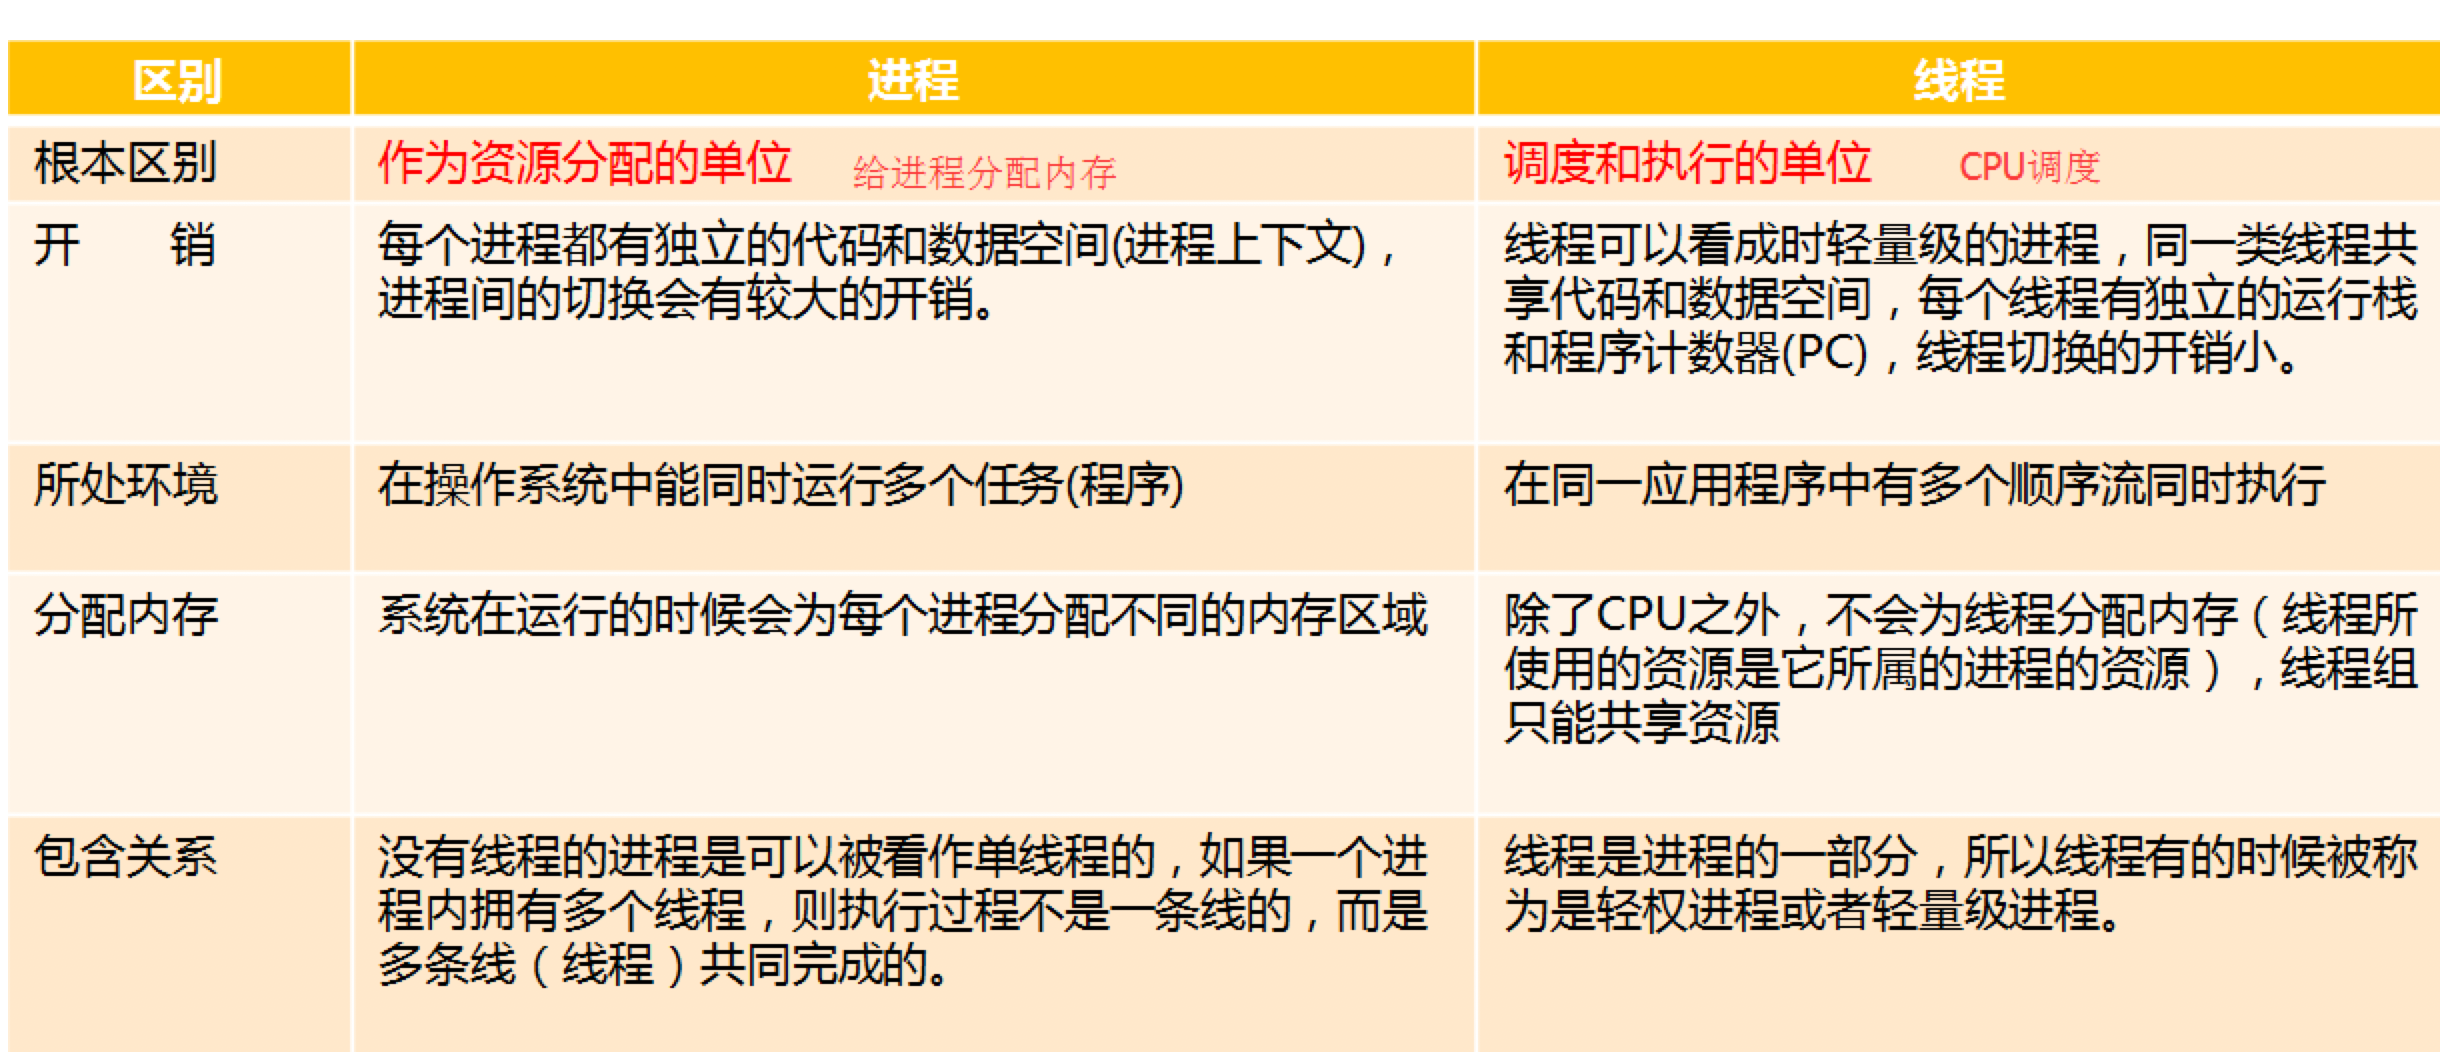 区别 进程 线程
根本区别 作为资源分配的单位 给进程分配内存 调度和执行的单位 CPU调度
开 销
每个进程都有独立的代码和数据空间(进程上下文)，
进程间的切换会有较大的开销。
线程可以看成时轻量级的进程，同一类线程共
享代码和数据空间，每个线程有独立的运行栈
和程序计数器(PC)，线程切换的开销小。
所处环境 在操作系统中能同时运行多个任务(程序) 在同一应用程序中有多个顺序流同时执行
分配内存
系统在运行的时候会为每个进程分配不同的内存区域
除了CPU之外，不会为线程分配内存（线程所
使用的资源是它所属的进程的资源），线程组
只能共享资源
包含关系
没有线程的进程是可以被看作单线程的，如果一个进
程内拥有多个线程，则执行过程不是一条线的，而是
多条线（线程）共同完成的。
线程是进程的一部分，所以线程有的时候被称
为是轻权进程或者轻量级进程。